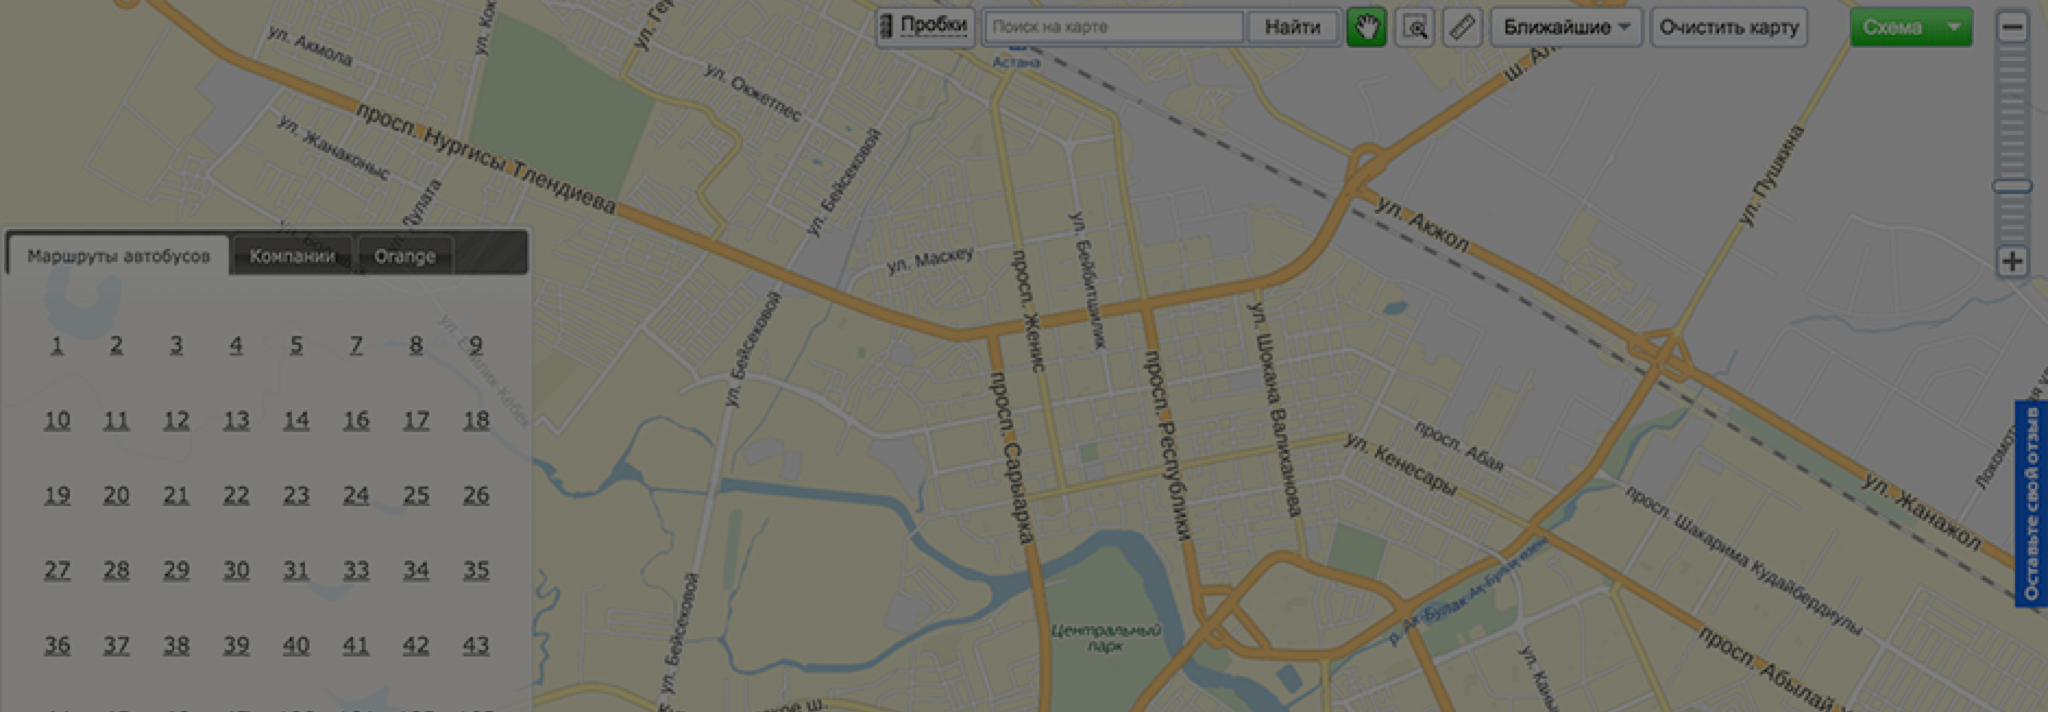 Пробки
Поиск на карте
Найти
Ближайшие
Очистить карту
Схема
Астана
ул. Акмола
ул. Окжетпес
просп. Нургисы Тлендиева
ул. Жанаконыс
ул. Дулата
ул. Бейсековой
ул. Пушкина
ул. Акжол
ул. Маскеу
просп. Женис
ул. Бейбитшилик
Маршруты автобусов
Компании
Orange
1 2 3 4 5 7 8 9
10 11 12 13 14 16 17 18
19 20 21 22 23 24 25 26
27 28 29 30 31 33 34 35
36 37 38 39 40 41 42 43
ул. Бейсековой
просп. Сарыарка
просп. Республики
ул. Шокана Валиханова
ул. Кенесары
просп. Абая
ул. Жанажол
Оставьте свой отзыв
просп. Шакарима Кудайбердиулы
р. Ак-Булак
Центральный
парк
ул. Бейсековой
просп. Абылай